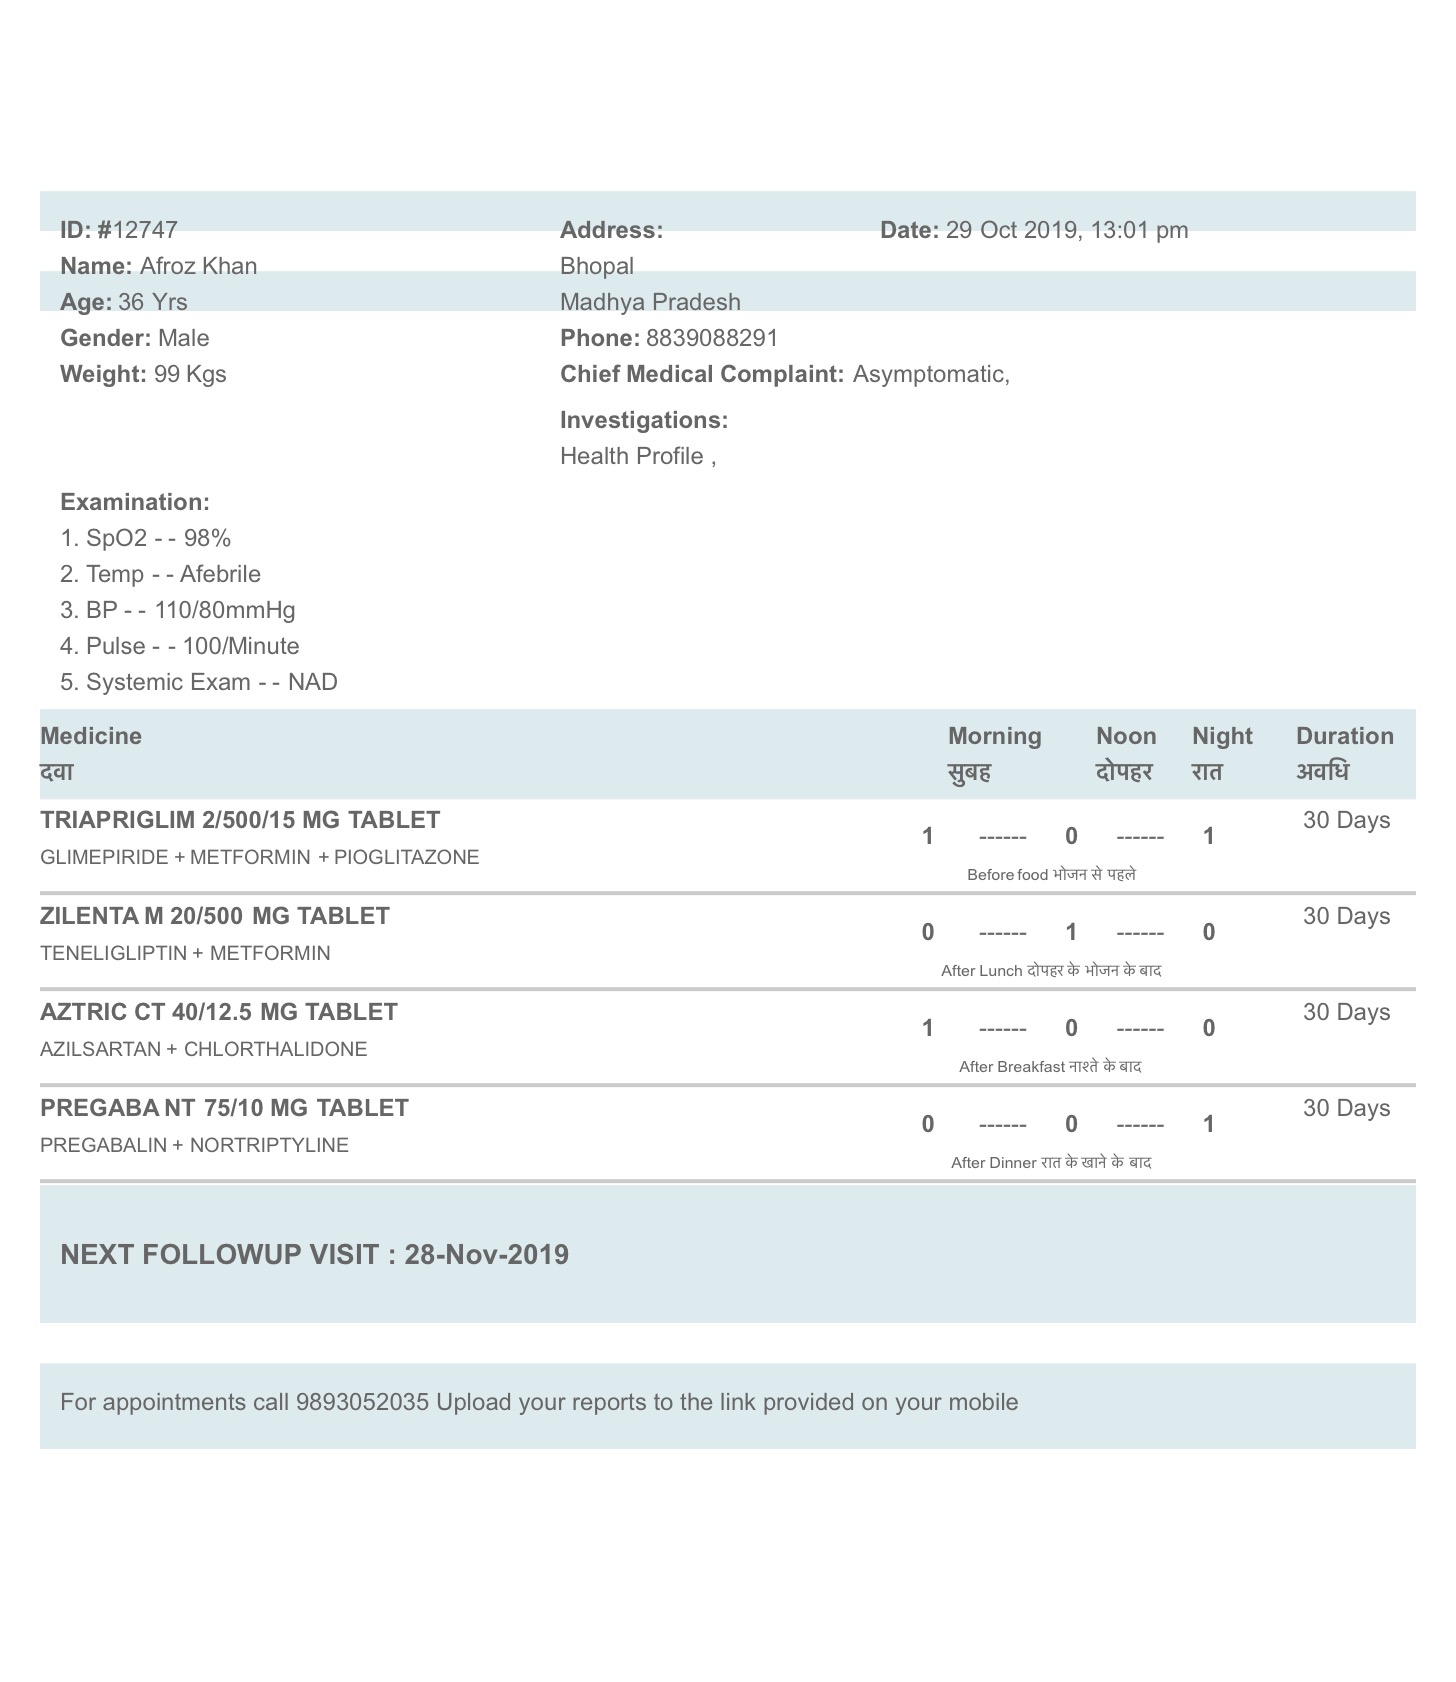 ID: #12747
Name: Afroz Khan
Age: 36 Yrs
Gender: Male
Weight: 99 Kgs
Address:
Bhopal
Madhya Pradesh
Phone: 8839088291
Chief Medical Complaint: Asymptomatic,
Investigations:
Health Profile ,
Date: 29 Oct 2019, 13:01 pm
Examination:
1. SpO2 - - 98%
2. Temp - - Afebrile
3. BP - - 110/80mmHg
4. Pulse - - 100/Minute
5. Systemic Exam - - NAD
Medicine Morning Noon Night Duration
दवा सुबह दोपहर रात अवधि
TRIAPRIGLIM 2/500/15 MG TABLET 30 Days
1 ------ 0 ------ 1
GLIMEPIRIDE + METFORMIN + PIOGLITAZONE
Before food भोजन से पहले
ZILENTA M 20/500 MG TABLET 30 Days
0 ------ 1 ------ 0
TENELIGLIPTIN + METFORMIN
After Lunch दोपहर के भोजन के बाद
AZTRIC CT 40/12.5 MG TABLET 30 Days
1 ------ 0 ------ 0
AZILSARTAN + CHLORTHALIDONE
After Breakfast नाश्ते के बाद
PREGABA NT 75/10 MG TABLET 30 Days
0 ------ 0 ------ 1
PREGABALIN + NORTRIPTYLINE
After Dinner रात के खाने के बाद
NEXT FOLLOWUP VISIT : 28-Nov-2019
For appointments call 9893052035 Upload your reports to the link provided on your mobile